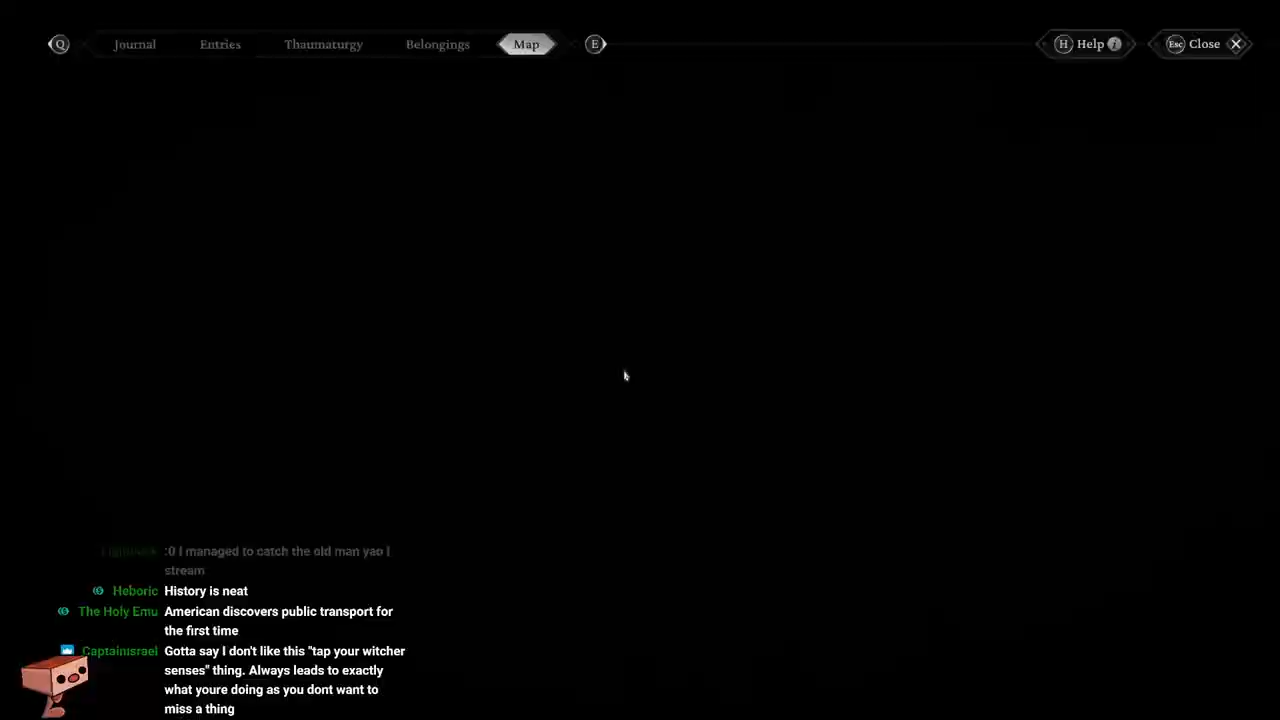 Q Journal Entries Thaumaturgy Belongings Map E H Help i Esc Close X
:0 I managed to catch the old man yao I
stream
Heboric History is neat
The Holy Emu American discovers public transport for
the first time
Captainisrael Gotta say I don't like this "tap your witcher
senses" thing. Always leads to exactly
what youre doing as you dont want to
miss a thing